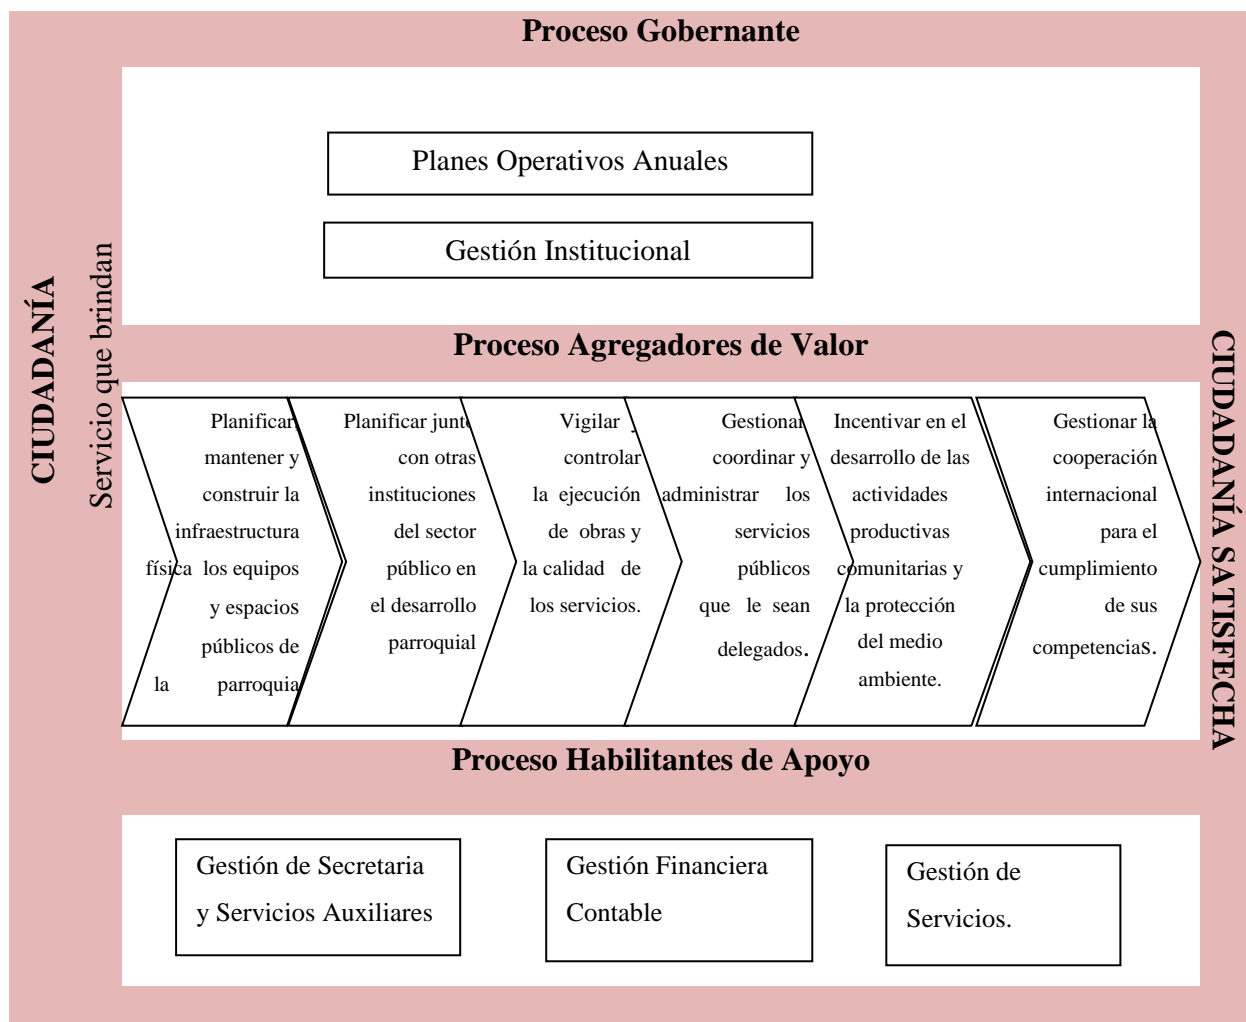 Proceso Gobernante
Planes Operativos Anuales
Gestión Institucional
CIUDADANÍA
Servicio que brindan
Proceso Agregadores de Valor
Planificar,
mantener y
construir la
infraestructura
física los equipos
y espacios
públicos de
la parroquia
Planificar junto
con otras
instituciones
del sector
público en
el desarrollo
parroquial
Vigilar y
controlar
la ejecución
de obras y
la calidad de
los servicios.
Gestionar
coordinar y
administrar los
servicios
públicos
que le sean
delegados.
Incentivar en el
desarrollo de las
actividades
productivas
comunitarias y
la protección
del medio
ambiente.
Gestionar la
cooperación
internacional
para el
cumplimiento
de sus
competencias.
CIUDADANÍA SATISFECHA
Proceso Habilitantes de Apoyo
Gestión de Secretaria
y Servicios Auxiliares
Gestión Financiera
Contable
Gestión de
Servicios.